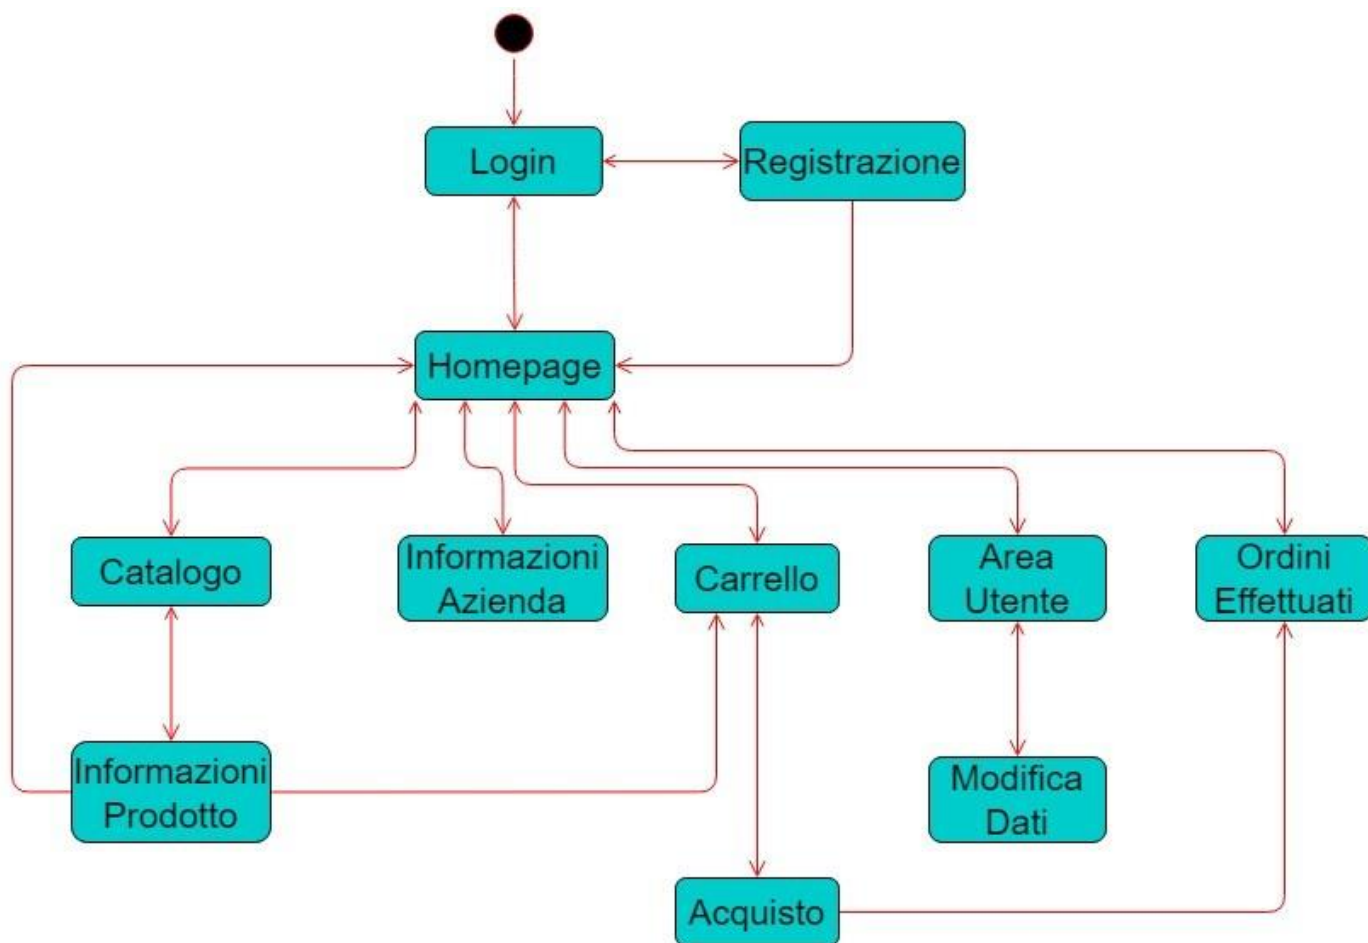 Login
Registrazione
Homepage
Catalogo
Informazioni
Azienda
Carrello
Area
Utente
Ordini
Effettuati
Informazioni
Prodotto
Modifica
Dati
Acquisto